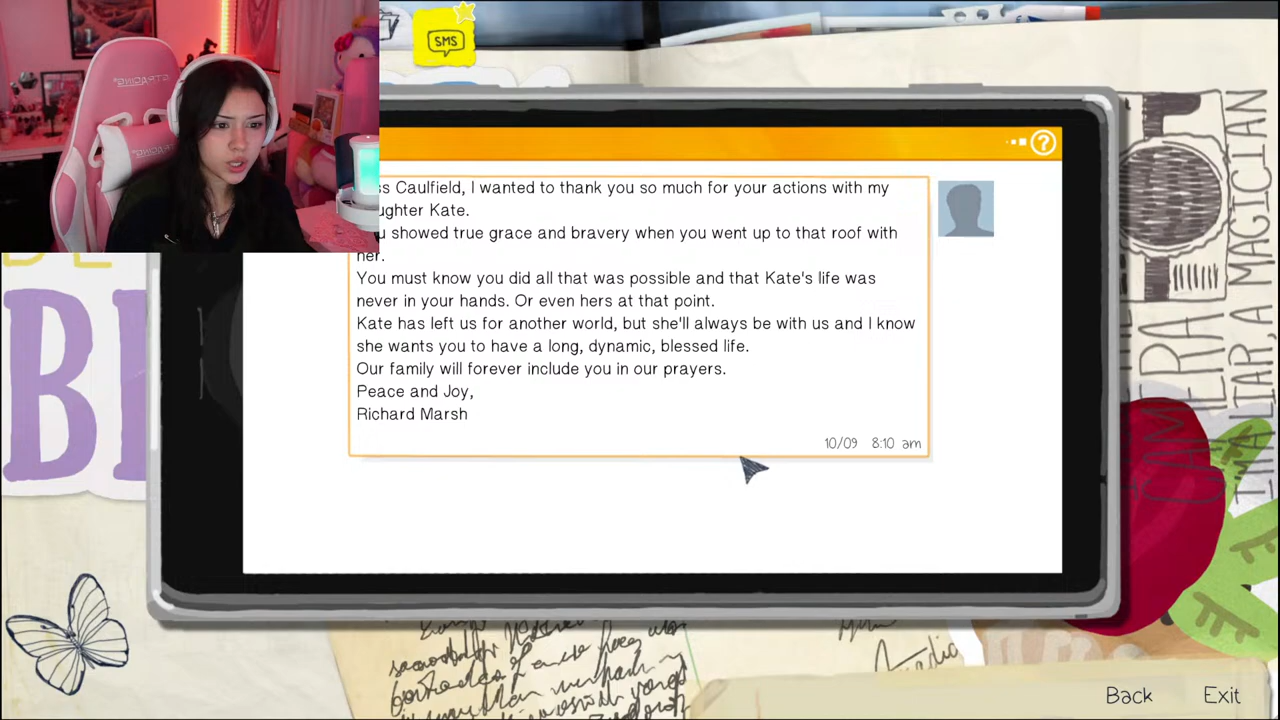 SMS
?
ss Caulfield, I wanted to thank you so much for your actions with my
ughter Kate.
u showed true grace and bravery when you went up to that roof with
her.
You must know you did all that was possible and that Kate's life was
never in your hands. Or even hers at that point.
Kate has left us for another world, but she'll always be with us and I know
she wants you to have a long, dynamic, blessed life.
Our family will forever include you in our prayers.
Peace and Joy,
Richard Marsh
10/09 8:10 am
CAMERA
LIAR, A MAGICIAN
Back
Exit